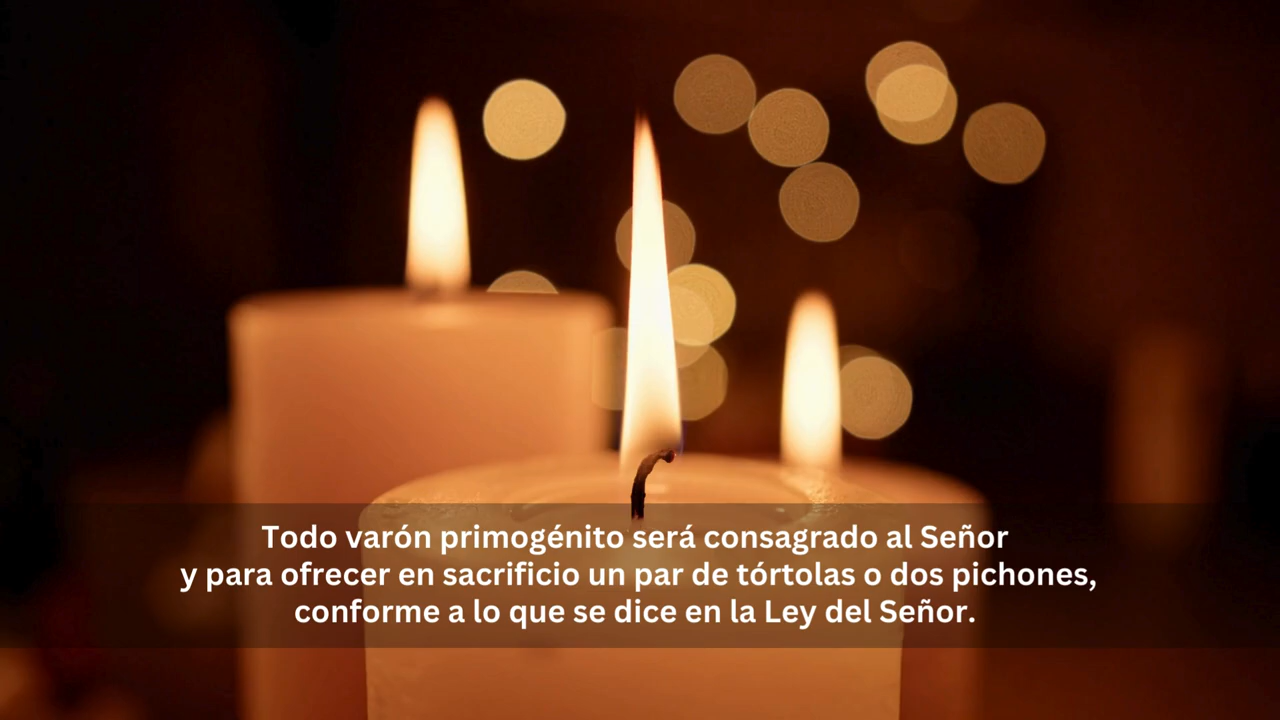 Todo varón primogénito será consagrado al Señor
y para ofrecer en sacrificio un par de tórtolas o dos pichones,
conforme a lo que se dice en la Ley del Señor.